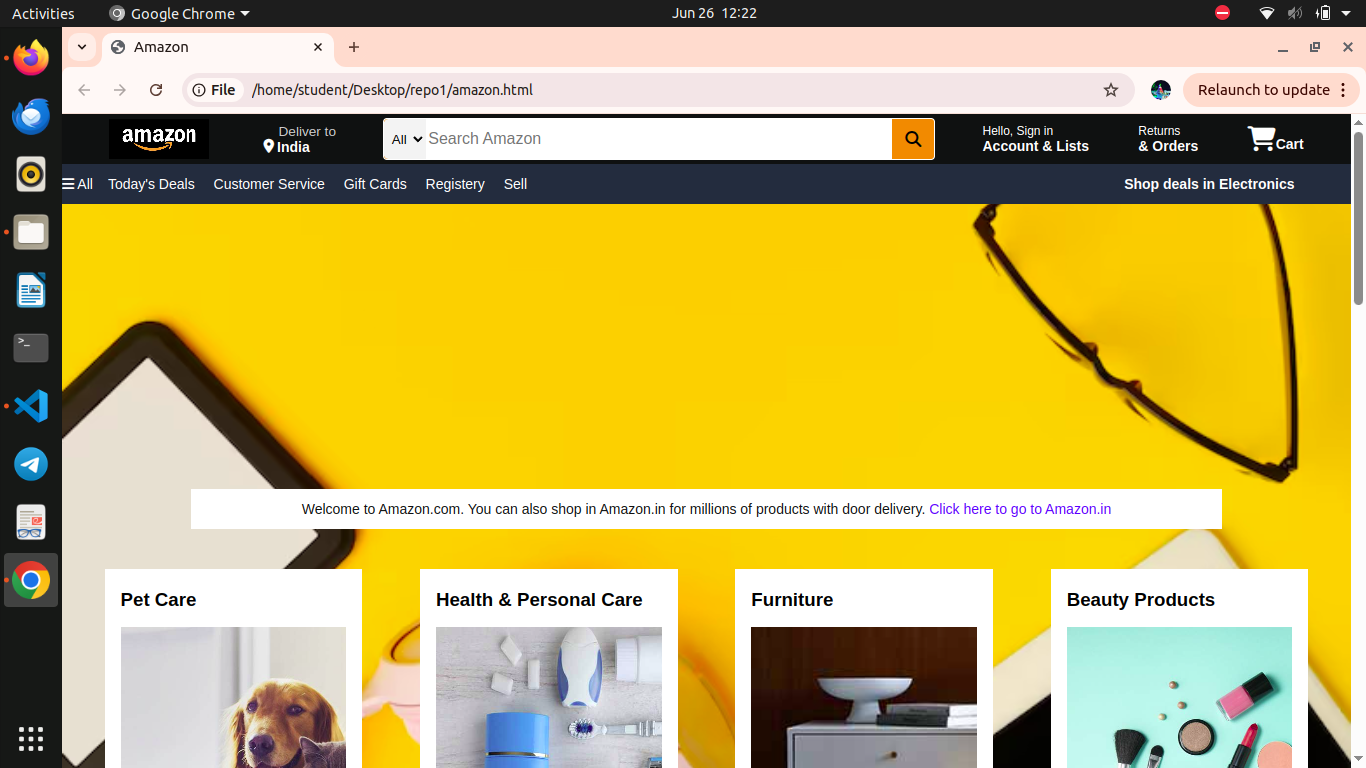 Activities
Google Chrome
Jun 26 12:22
Amazon
File
/home/student/Desktop/repo1/amazon.html
Relaunch to update
amazon
Deliver to
India
All
Search Amazon
Hello, Sign in
Account & Lists
Returns
& Orders
Cart
All
Today's Deals
Customer Service
Gift Cards
Registery
Sell
Shop deals in Electronics
Welcome to Amazon.com. You can also shop in Amazon.in for millions of products with door delivery. Click here to go to Amazon.in
Pet Care
Health & Personal Care
Furniture
Beauty Products